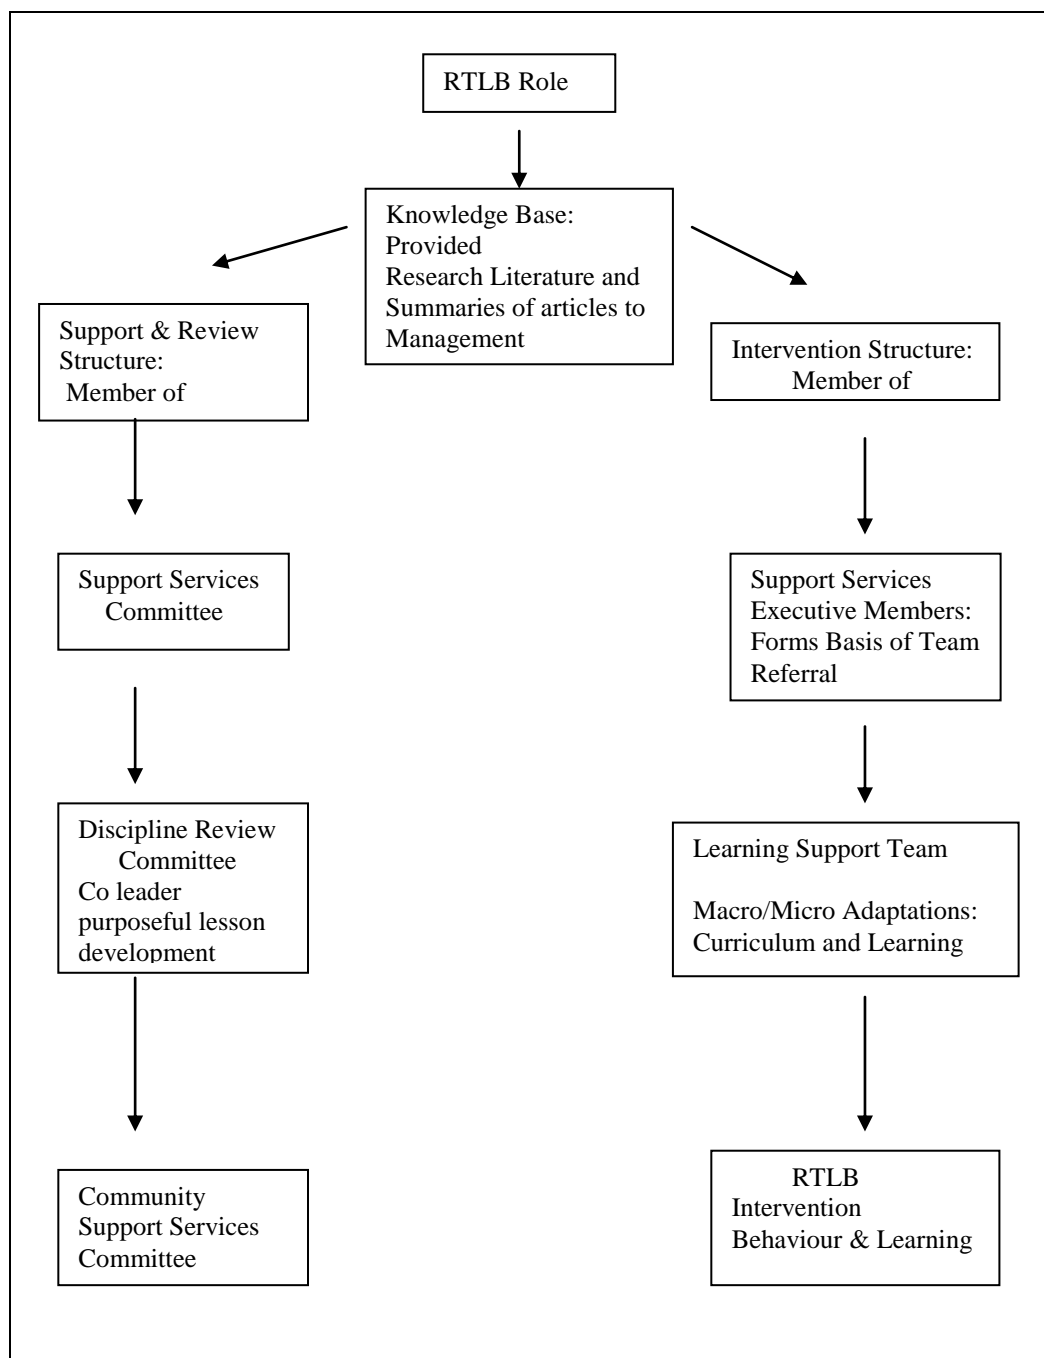 RTLB Role
Knowledge Base:
Provided
Research Literature and
Summaries of articles to
Management
Support & Review
Structure:
Member of
Support Services
Committee
Discipline Review
Committee
Co leader
purposeful lesson
development
Community
Support Services
Committee
Intervention Structure:
Member of
Support Services
Executive Members:
Forms Basis of Team
Referral
Learning Support Team
Macro/Micro Adaptations:
Curriculum and Learning
RTLB
Intervention
Behaviour & Learning